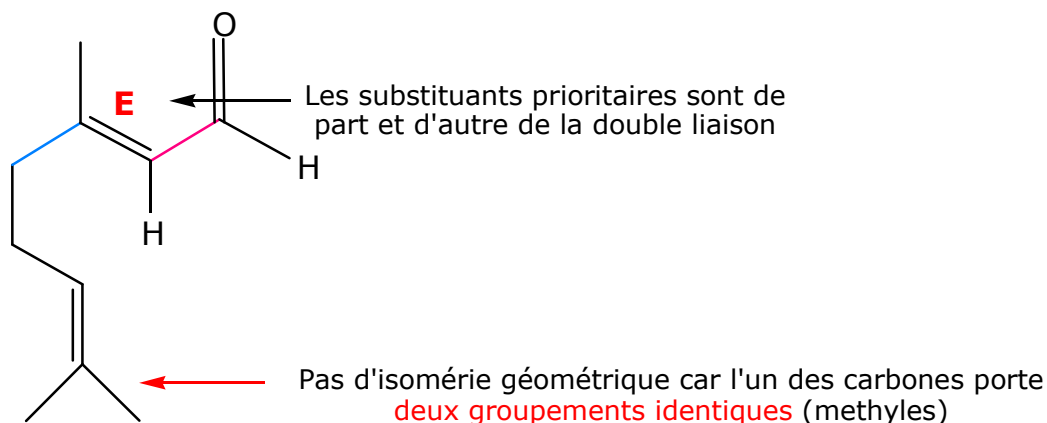 O
E
Les substituants prioritaires sont de
part et d'autre de la double liaison
H
H
Pas d'isomérie géométrique car l'un des carbones porte
deux groupements identiques (methyles)